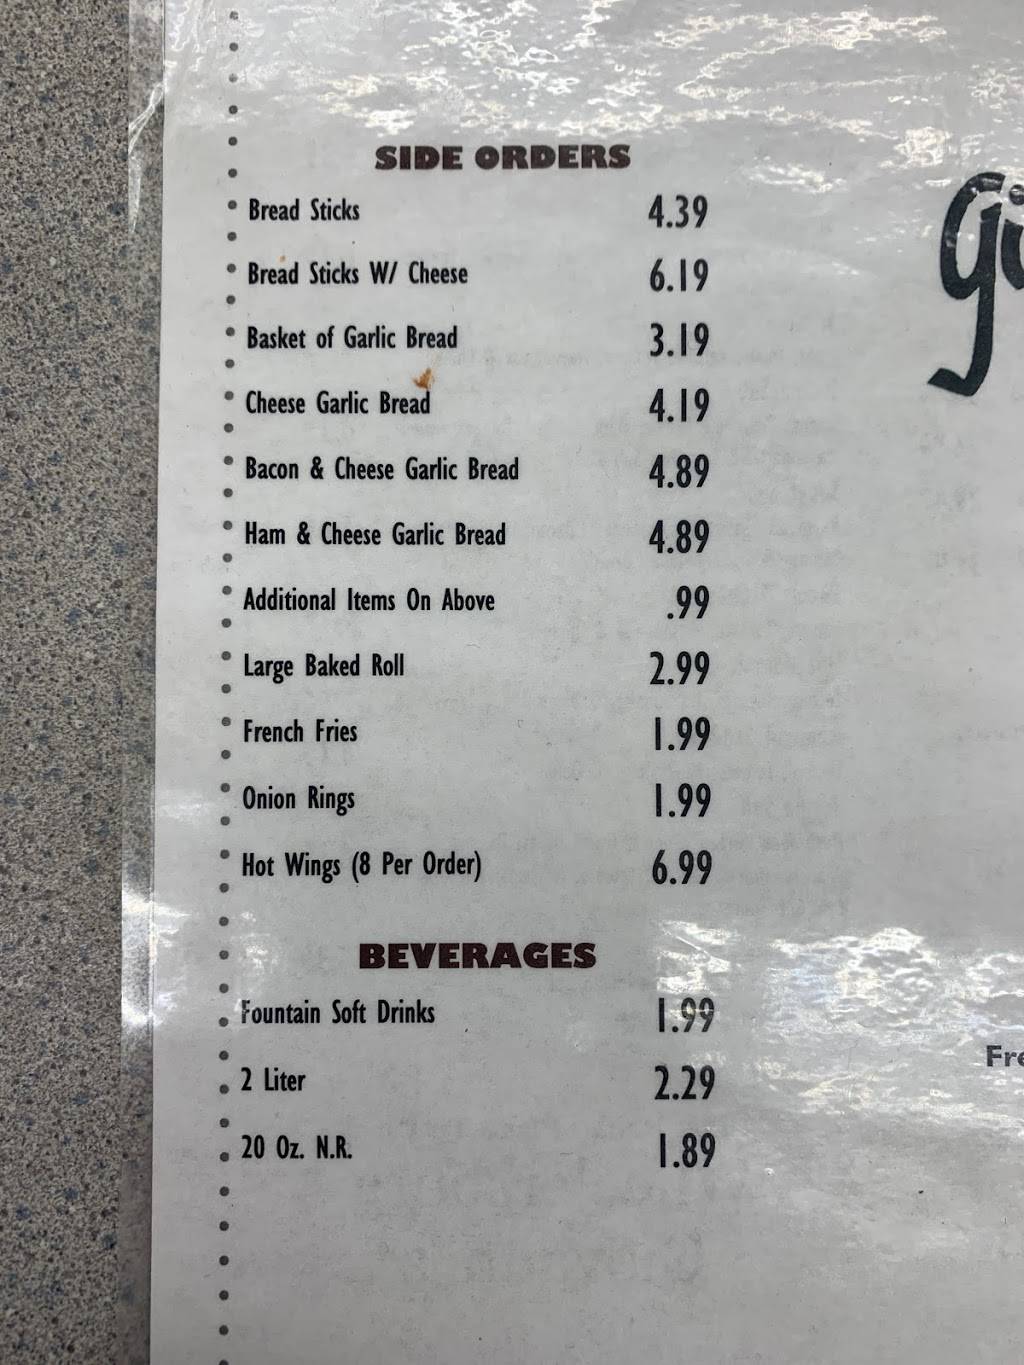 SIDE ORDERS
Bread Sticks 4.39
Bread Sticks W/ Cheese 6.19
Basket of Garlic Bread 3.19
Cheese Garlic Bread 4.19
Bacon & Cheese Garlic Bread 4.89
Ham & Cheese Garlic Bread 4.89
Additional Items On Above .99
Large Baked Roll 2.99
French Fries 1.99
Onion Rings 1.99
Hot Wings (8 Per Order) 6.99
BEVERAGES
Fountain Soft Drinks 1.99
2 Liter 2.29
20 Oz. N.R. 1.89